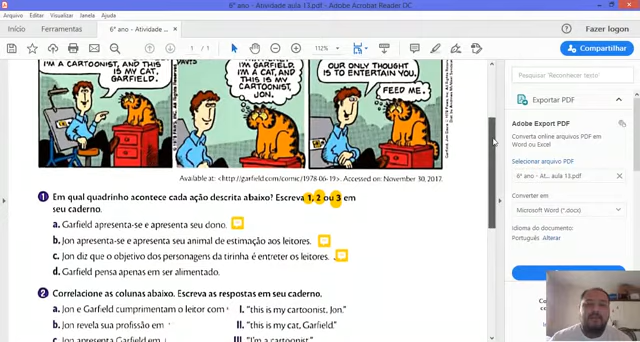 6º ano - Atividade aula 13.pdf - Adobe Acrobat Reader DC
Arquivo Editar Visualizar Janela Ajuda
Início Ferramentas 6º ano - Atividade aula 13.... × Fazer logon
1 / 1 112% Compartilhar
I'M A CARTOONIST, AND THIS IS MY CAT, GARFIELD.
I'M GARFIELD. I'M A CAT, AND THIS IS MY CARTOONIST, JON.
OUR ONLY THOUGHT IS TO ENTERTAIN YOU.
FEED ME.
Available at: <http://garfield.com/comic/1978-06-19>. Accessed on: November 30, 2017.
1 Em qual quadrinho acontece cada ação descrita abaixo? Escreva 1, 2 ou 3 em
seu caderno.
a. Garfield apresenta-se e apresenta seu dono.
b. Jon apresenta-se e apresenta seu animal de estimação aos leitores.
c. Jon diz que o objetivo dos personagens da tirinha é entreter os leitores.
d. Garfield pensa apenas em ser alimentado.
2 Correlacione as colunas abaixo. Escreva as respostas em seu caderno.
a. Jon e Garfield cumprimentam o leitor com I. "this is my cartoonist, Jon."
b. Jon revela sua profissão em II. "this is my cat, Garfield."
c. Jon apresenta Garfield em III. "I'm a cartoonist"
Pesquisar "Reconhecer texto"
Exportar PDF
Adobe Export PDF
Converta arquivos PDF em
Word ou Excel
Selecionar arquivo PDF
6º ano - At... aula 13.pdf ×
Converter em
Microsoft Word (*.docx)
Idioma do documento:
Português Alterar